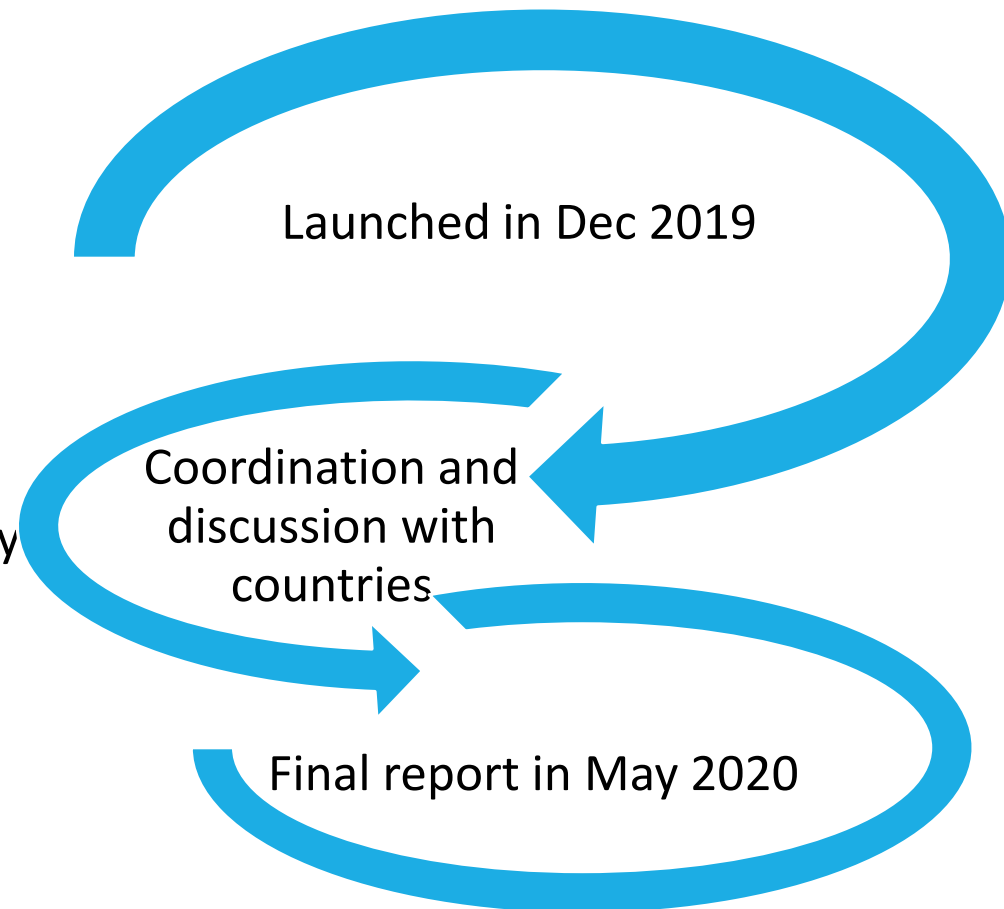 Launched in Dec 2019
Coordination and
discussion with
countries
Final report in May 2020